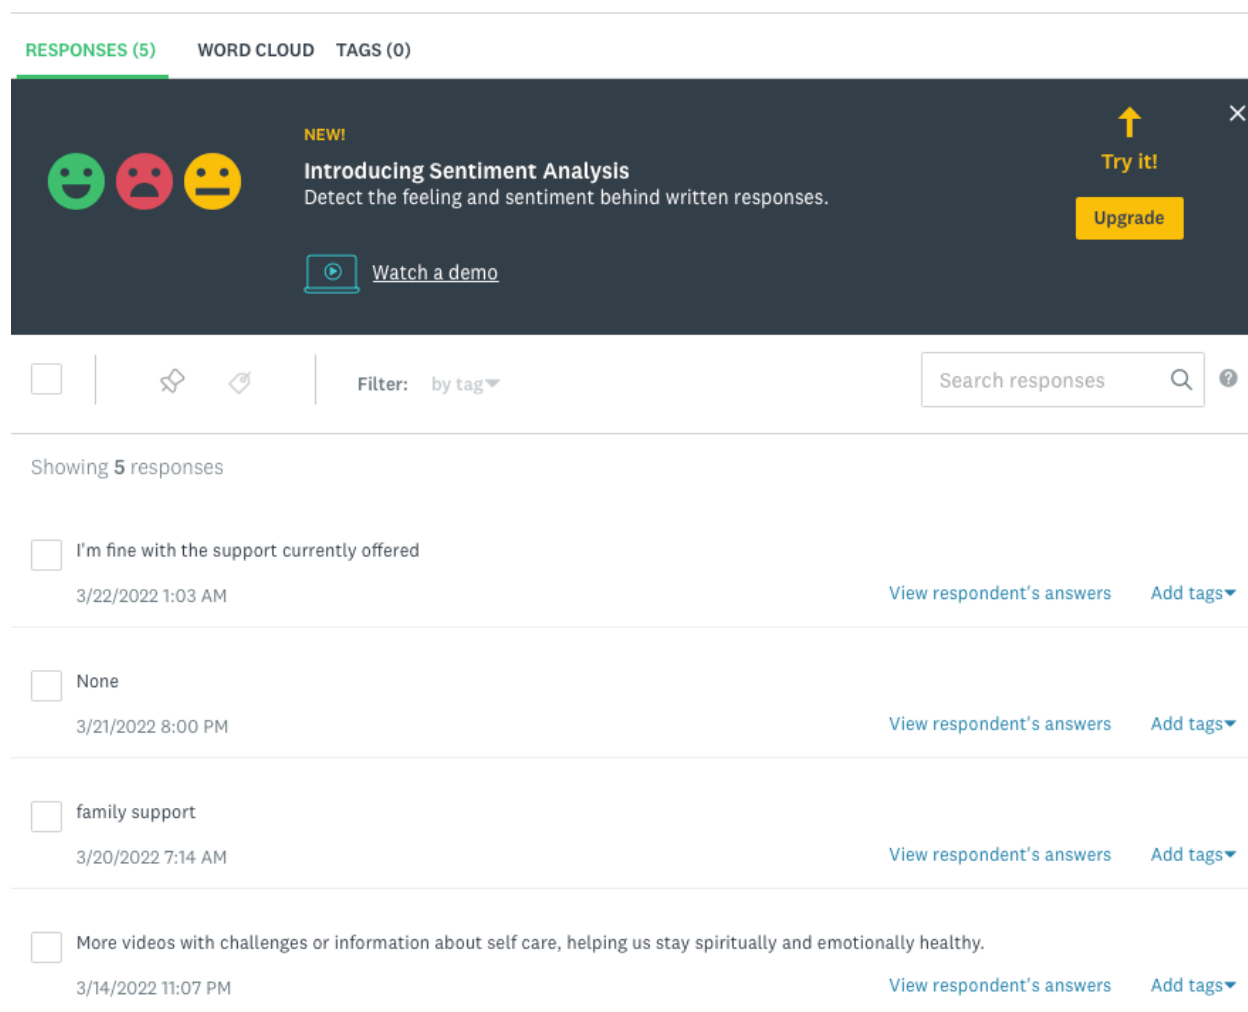 RESPONSES (5) WORD CLOUD TAGS (0)
NEW!
Introducing Sentiment Analysis
Detect the feeling and sentiment behind written responses.
Watch a demo
Try it!
Upgrade
Filter: by tag
Search responses
Showing 5 responses
I'm fine with the support currently offered
3/22/2022 1:03 AM View respondent's answers Add tags
None
3/21/2022 8:00 PM View respondent's answers Add tags
family support
3/20/2022 7:14 AM View respondent's answers Add tags
More videos with challenges or information about self care, helping us stay spiritually and emotionally healthy.
3/14/2022 11:07 PM View respondent's answers Add tags